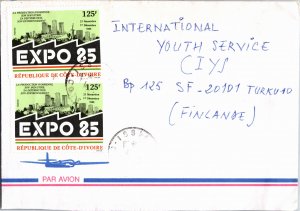 125F
EXPO 85
RÉPUBLIQUE DE CÔTE-D'IVOIRE
125F
EXPO 85
RÉPUBLIQUE DE CÔTE-D'IVOIRE
PAR AVION
INTERNATIONAL
YOUTH SERVICE
CIYS
Bp 125 SF-20101 TURKU 10
(FINLANDE)